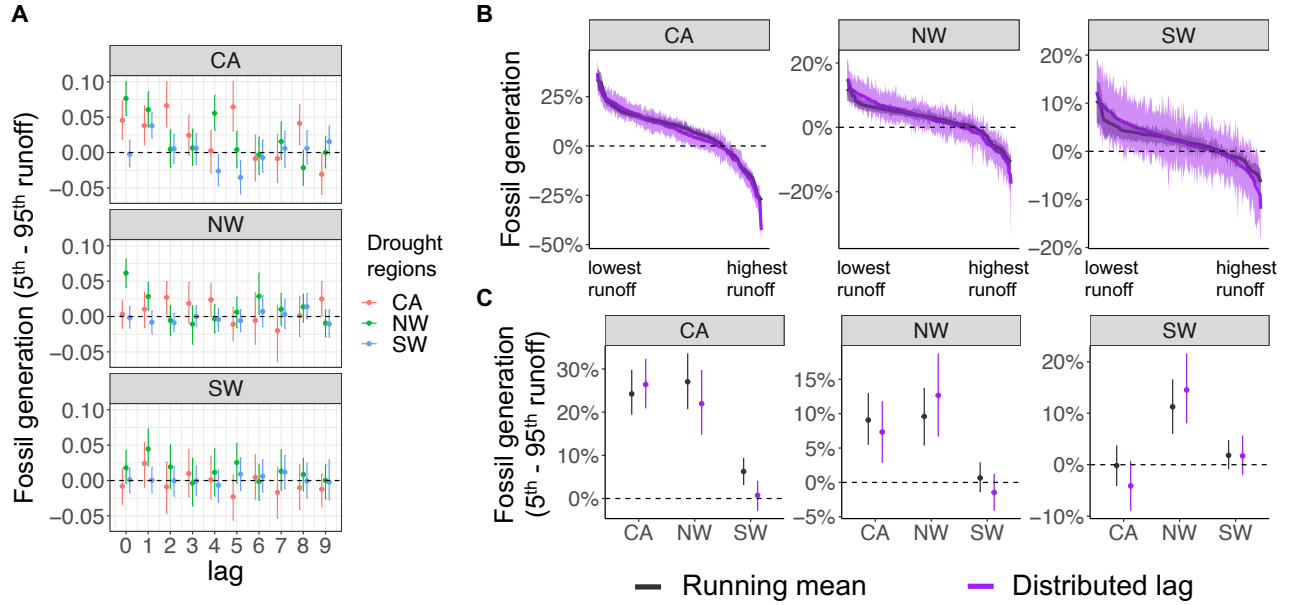 A
CA
0.10
0.05
0.00
−0.05
NW
0.10
0.05
0.00
−0.05
SW
0.10
0.05
0.00
−0.05
0 1 2 3 4 5 6 7 8 9
lag
Fossil generation (5th - 95th runoff)
Drought
regions
CA
NW
SW
B
CA NW SW
Fossil generation
25%
0%
−25%
−50%
20%
0%
−20%
20%
10%
0%
−10%
−20%
lowest
runoff
highest
runoff
lowest
runoff
highest
runoff
lowest
runoff
highest
runoff
C
CA NW SW
Fossil generation
(5th - 95th runoff)
30%
20%
10%
0%
15%
10%
5%
0%
−5%
20%
10%
0%
−10%
CA NW SW
CA NW SW
CA NW SW
Running mean Distributed lag